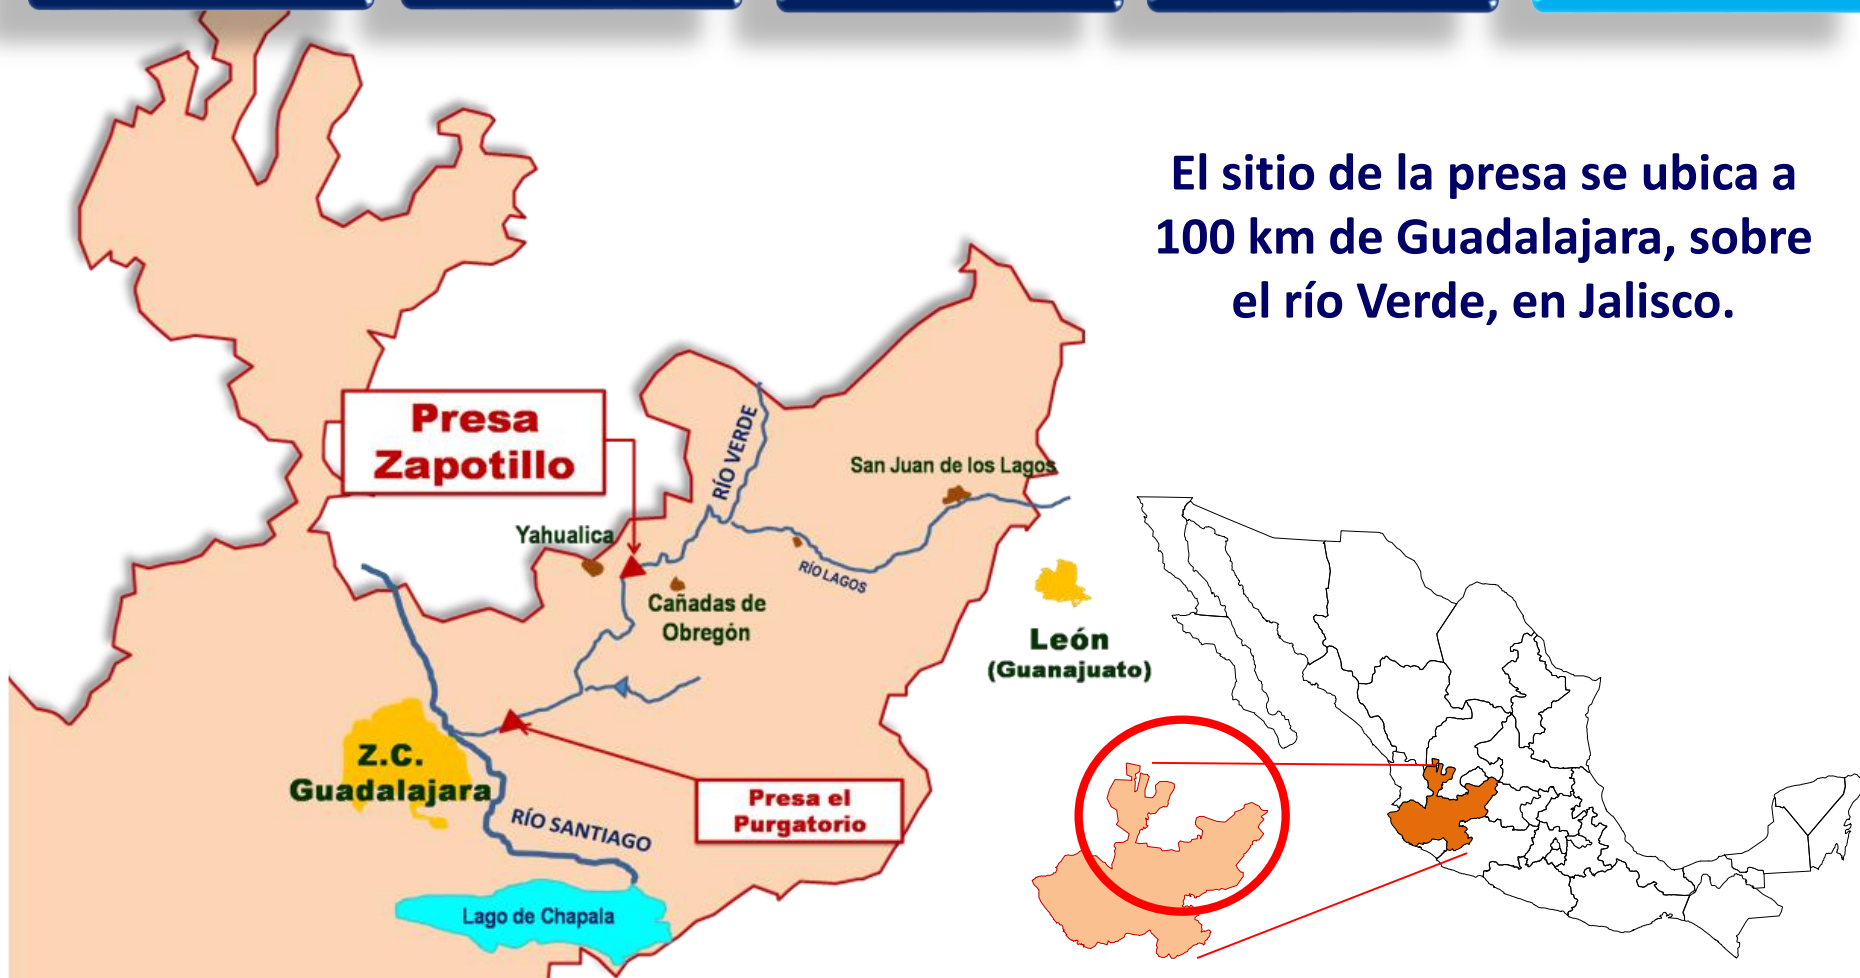 El sitio de la presa se ubica a
100 km de Guadalajara, sobre
el río Verde, en Jalisco.
Presa
Zapotillo
RÍO VERDE
San Juan de los Lagos
Yahualica
RÍO LAGOS
Cañadas de
Obregón
León
(Guanajuato)
Z.C.
Guadalajara
Presa el
Purgatorio
RÍO SANTIAGO
Lago de Chapala